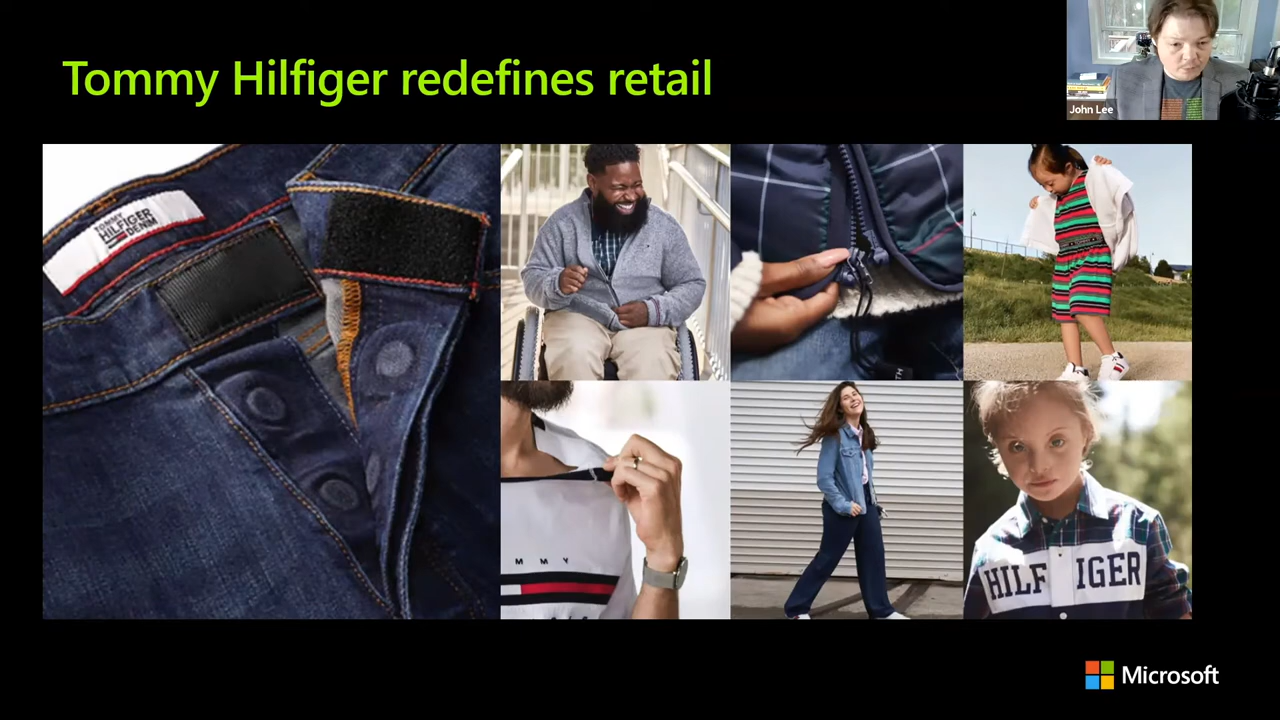 Tommy Hilfiger redefines retail
John Lee
TOMMY
HILFIGER
DENIM
M M Y
HILF IGER
Microsoft